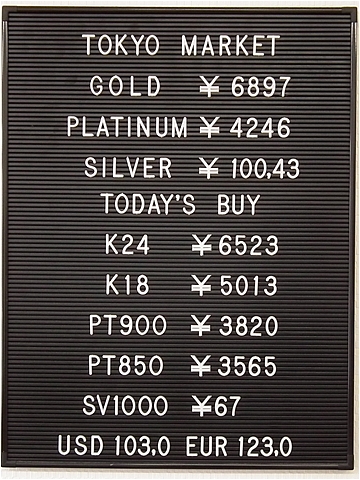 TOKYO MARKET
GOLD ¥ 6897
PLATINUM ¥ 4246
SILVER ¥ 100,43
TODAY'S BUY
K24 ¥6523
K18 ¥5013
PT900 ¥3820
PT850 ¥3565
SV1000 ¥67
USD 103.0 EUR 123.0